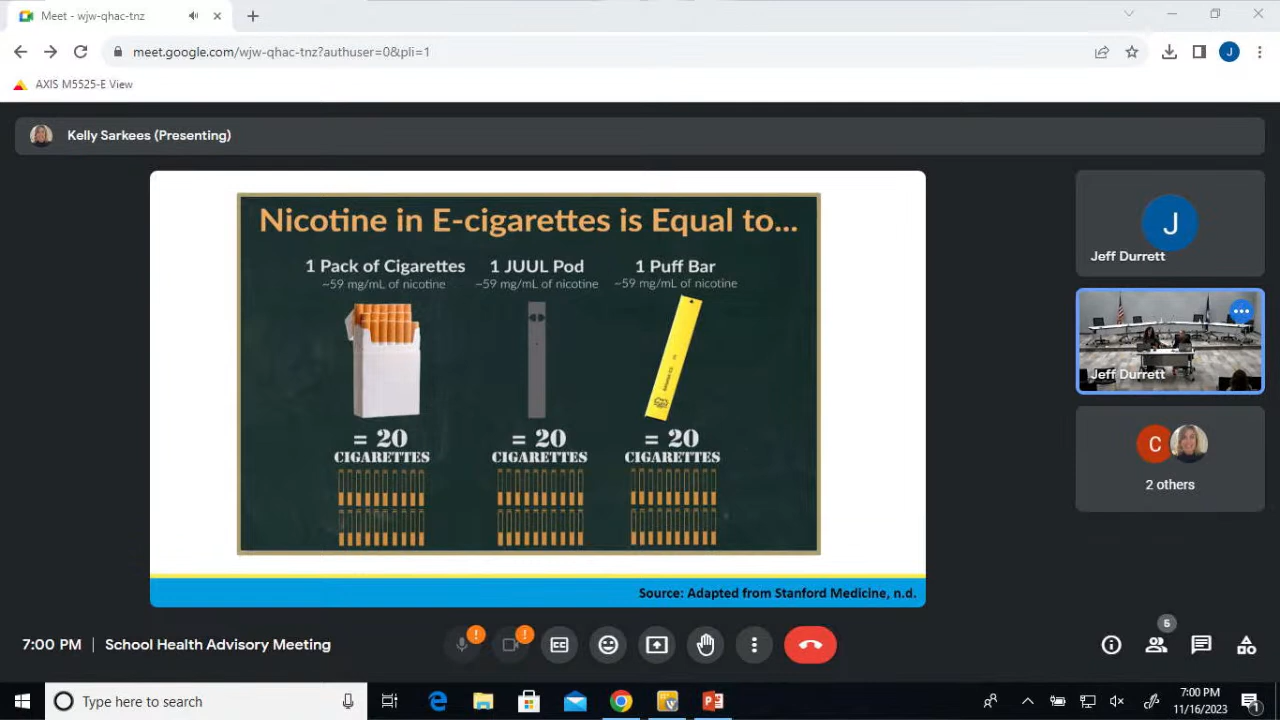 Meet - wjw-qhac-tnz
meet.google.com/wjw-qhac-tnz?authuser=0&pli=1
J
AXIS M5525-E View
Kelly Sarkees (Presenting)
Nicotine in E-cigarettes is Equal to...
1 Pack of Cigarettes
~59 mg/mL of nicotine
= 20
CIGARETTES
1 JUUL Pod
~59 mg/mL of nicotine
= 20
CIGARETTES
1 Puff Bar
~59 mg/mL of nicotine
= 20
CIGARETTES
Source: Adapted from Stanford Medicine, n.d.
J
Jeff Durrett
Jeff Durrett
C
2 others
7:00 PM | School Health Advisory Meeting
CC
5
Type here to search
7:00 PM
11/16/2023
1